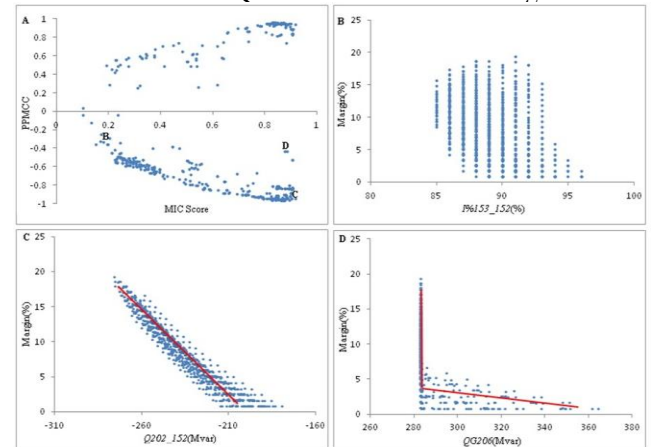 A
1
0.8
0.6
0.4
0.2
0
-0.2
-0.4
-0.6
-0.8
-1
PPMCC
0 0.2 0.4 0.6 0.8 1
B
D
C
MIC Score
B
25
20
15
10
5
0
Margin(%)
80 85 90 95 100
P%153_152(%)
C
25
20
15
10
5
0
Margin(%)
-310 -260 -210 -160
Q202_152(Mvar)
D
25
20
15
10
5
0
Margin(%)
260 280 300 320 340 360 380
QG206(Mvar)